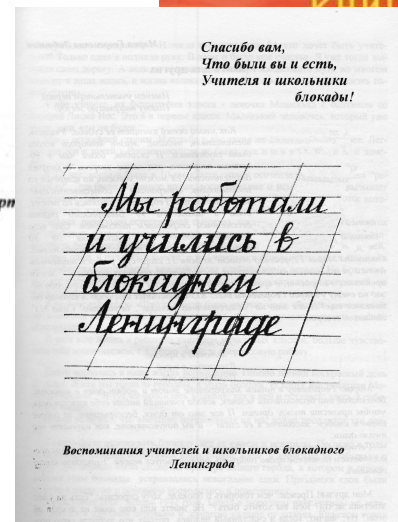 Спасибо вам,
Что были вы и есть,
Учителя и школьники
блокады!
Мы работали
и учились в
блокадном
Ленинграде
Воспоминания учителей и школьников блокадного
Ленинграда